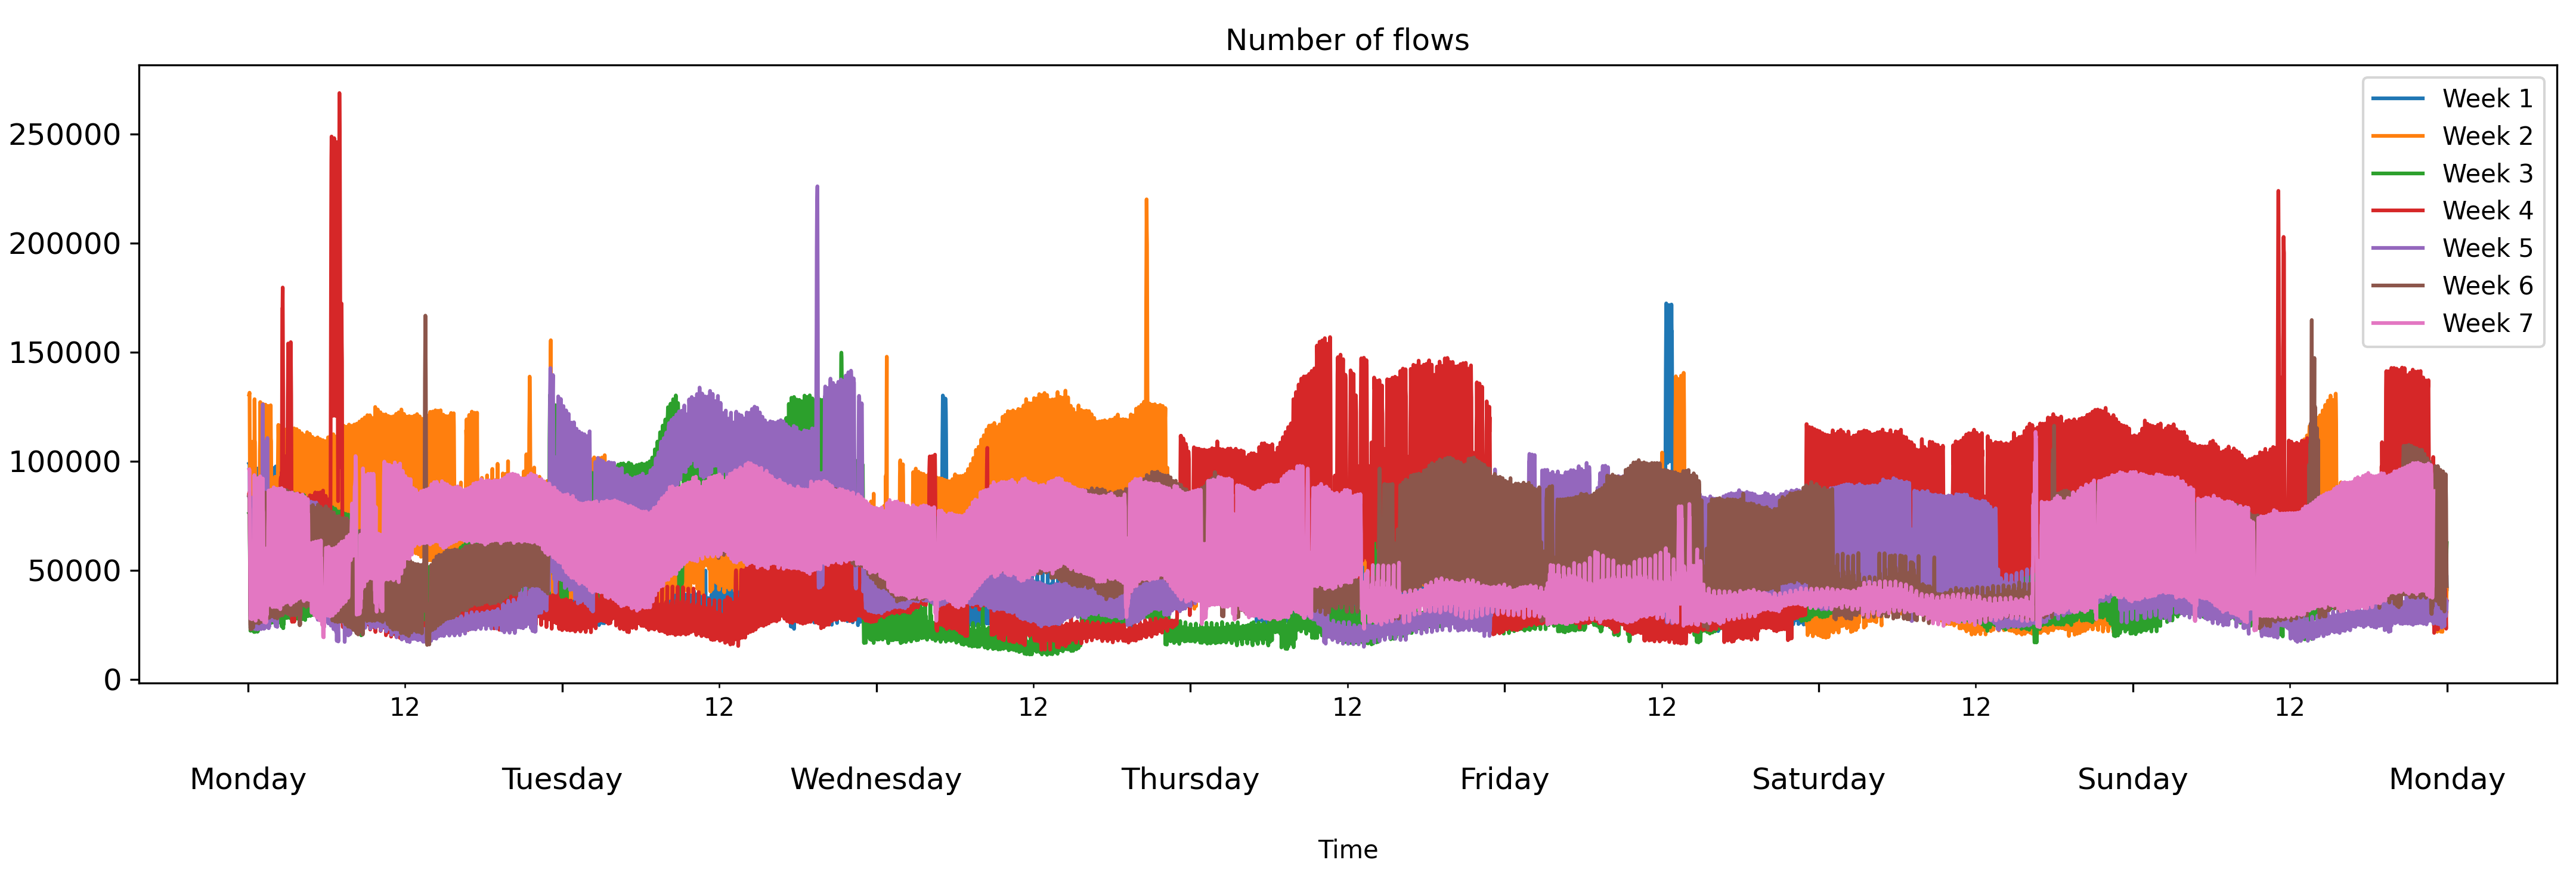 Number of flows
250000
200000
150000
100000
50000
0
Week 1
Week 2
Week 3
Week 4
Week 5
Week 6
Week 7
12 12 12 12 12 12 12
Monday Tuesday Wednesday Thursday Friday Saturday Sunday Monday
Time